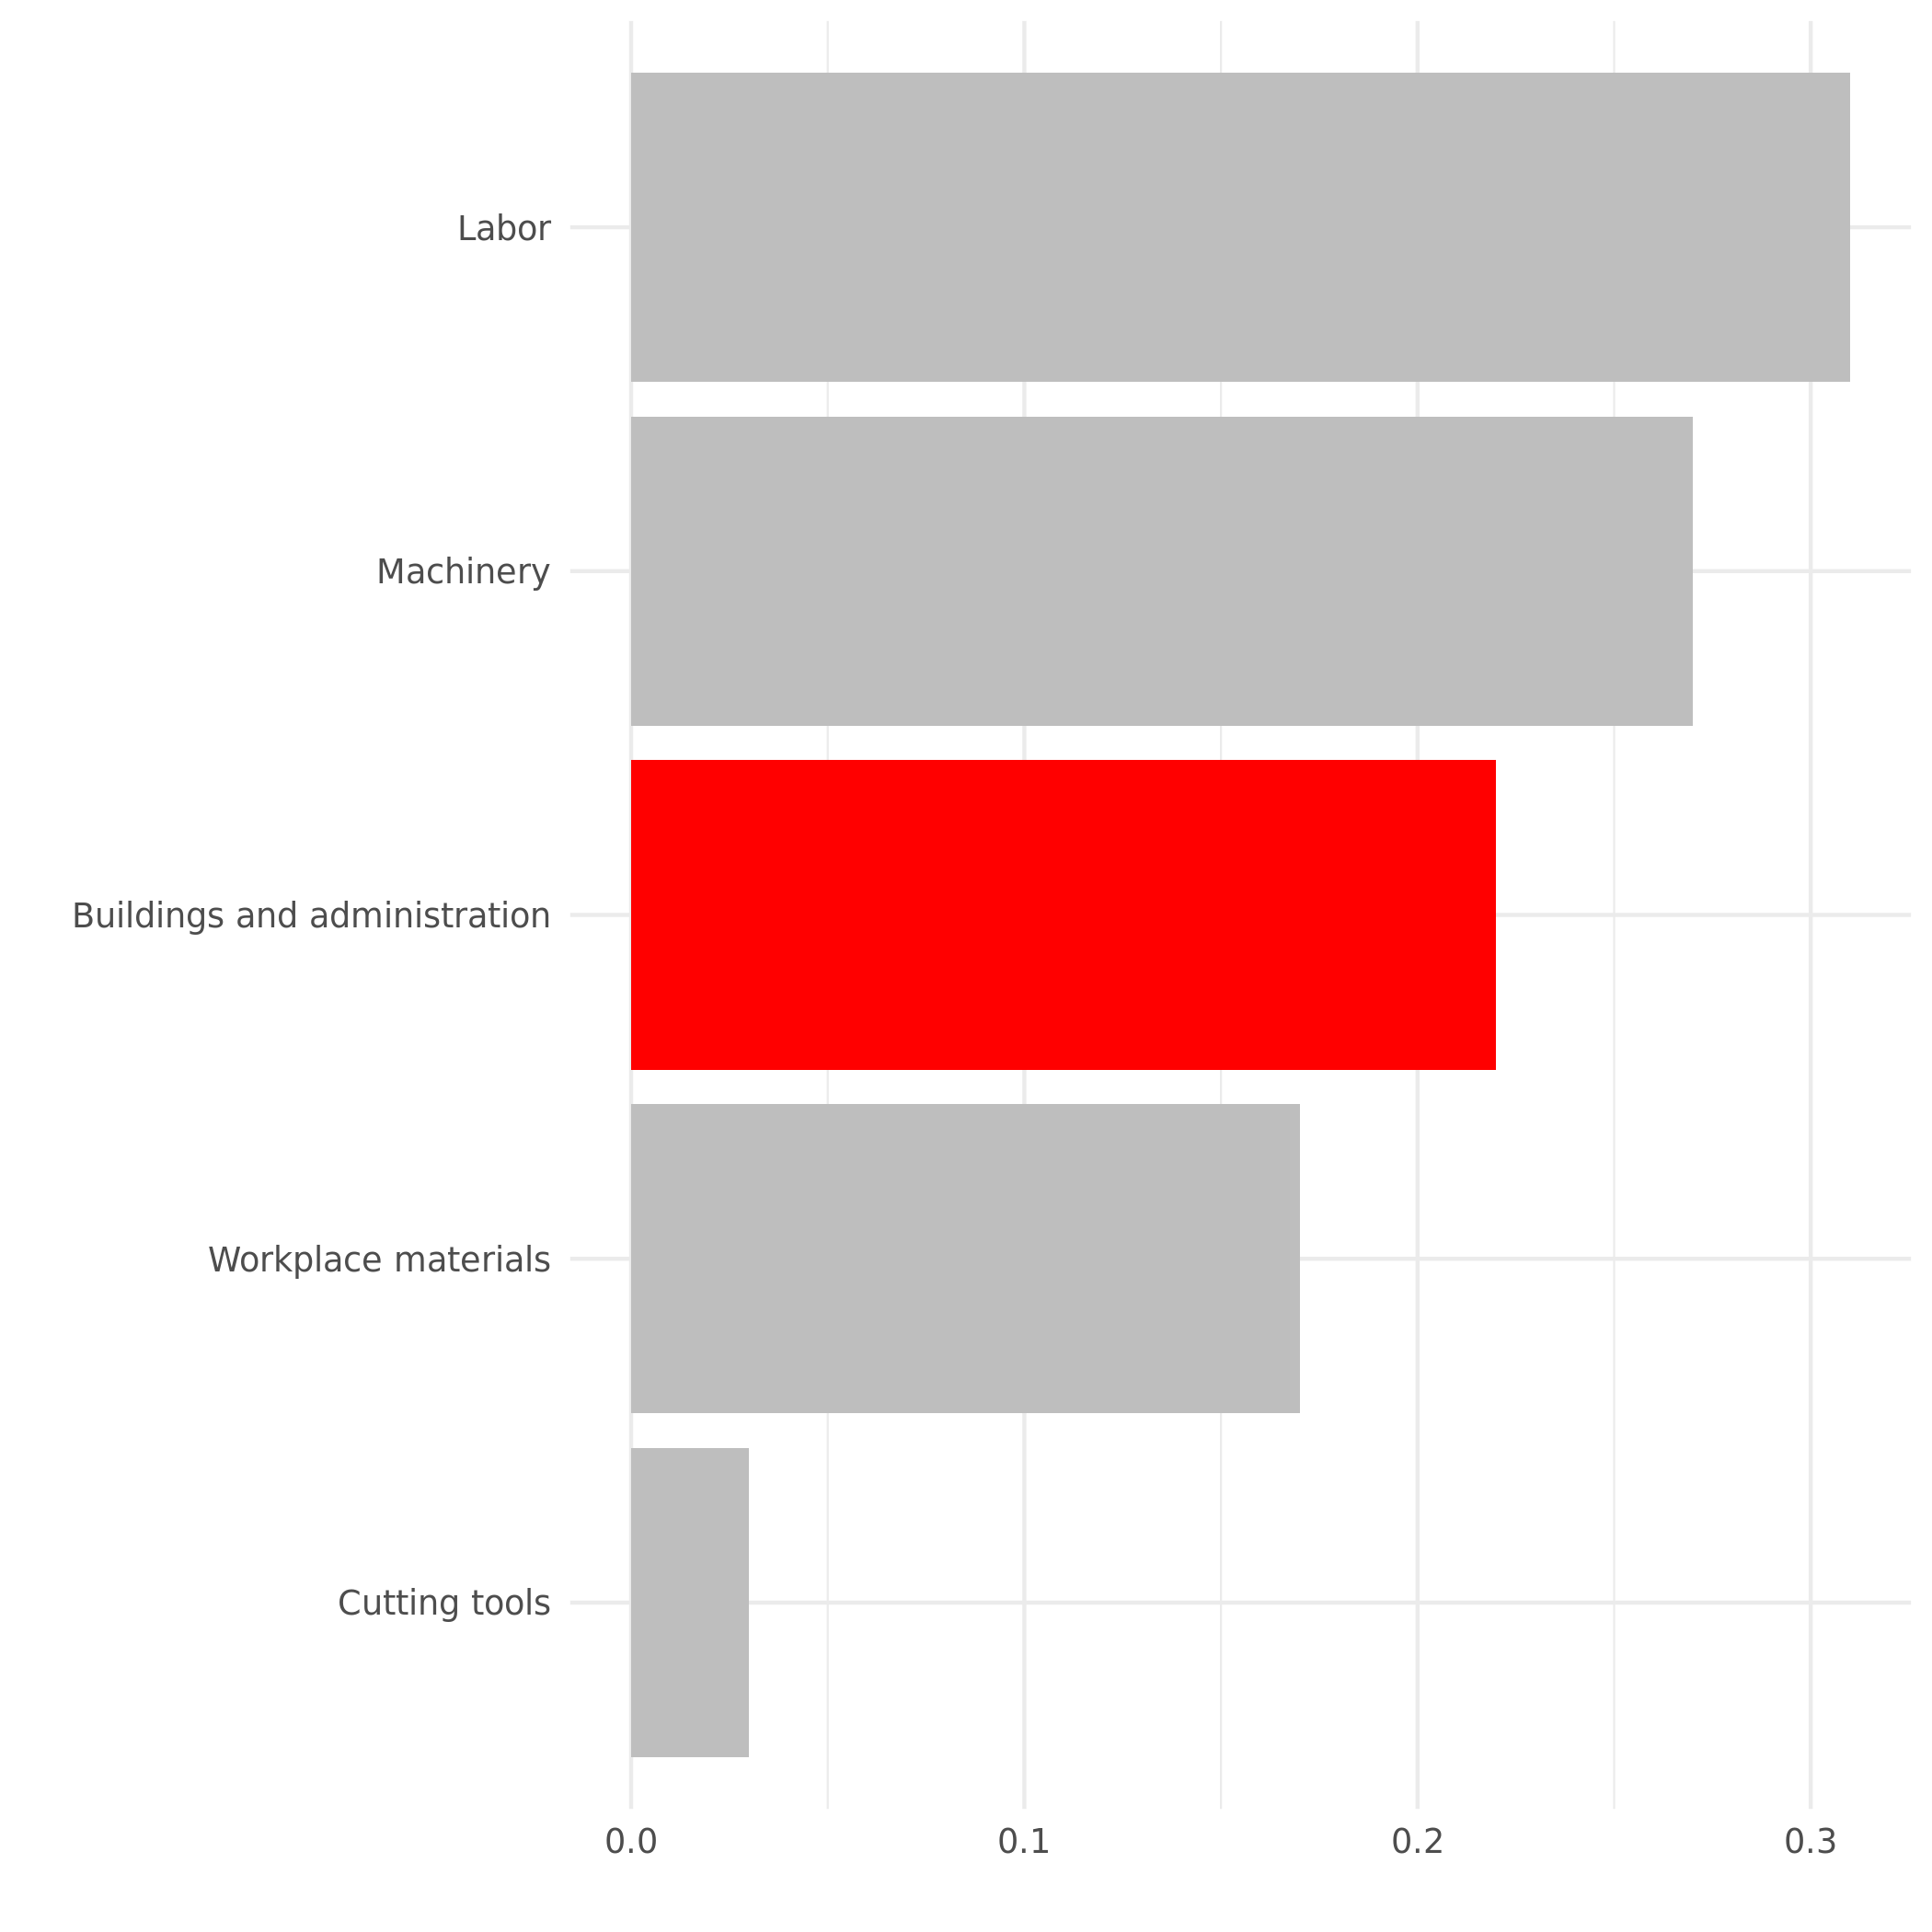 Labor
Machinery
Buildings and administration
Workplace materials
Cutting tools
0.0 0.1 0.2 0.3